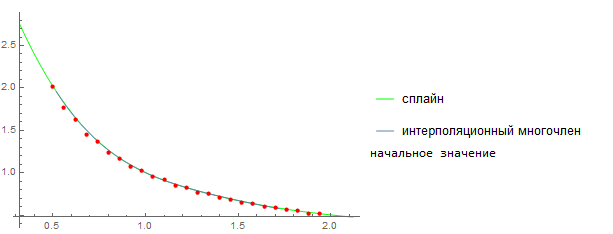 2.5
2.0
1.5
1.0
0.5 1.0 1.5 2.0
сплайн
интерполяционный многочлен
начальное значение